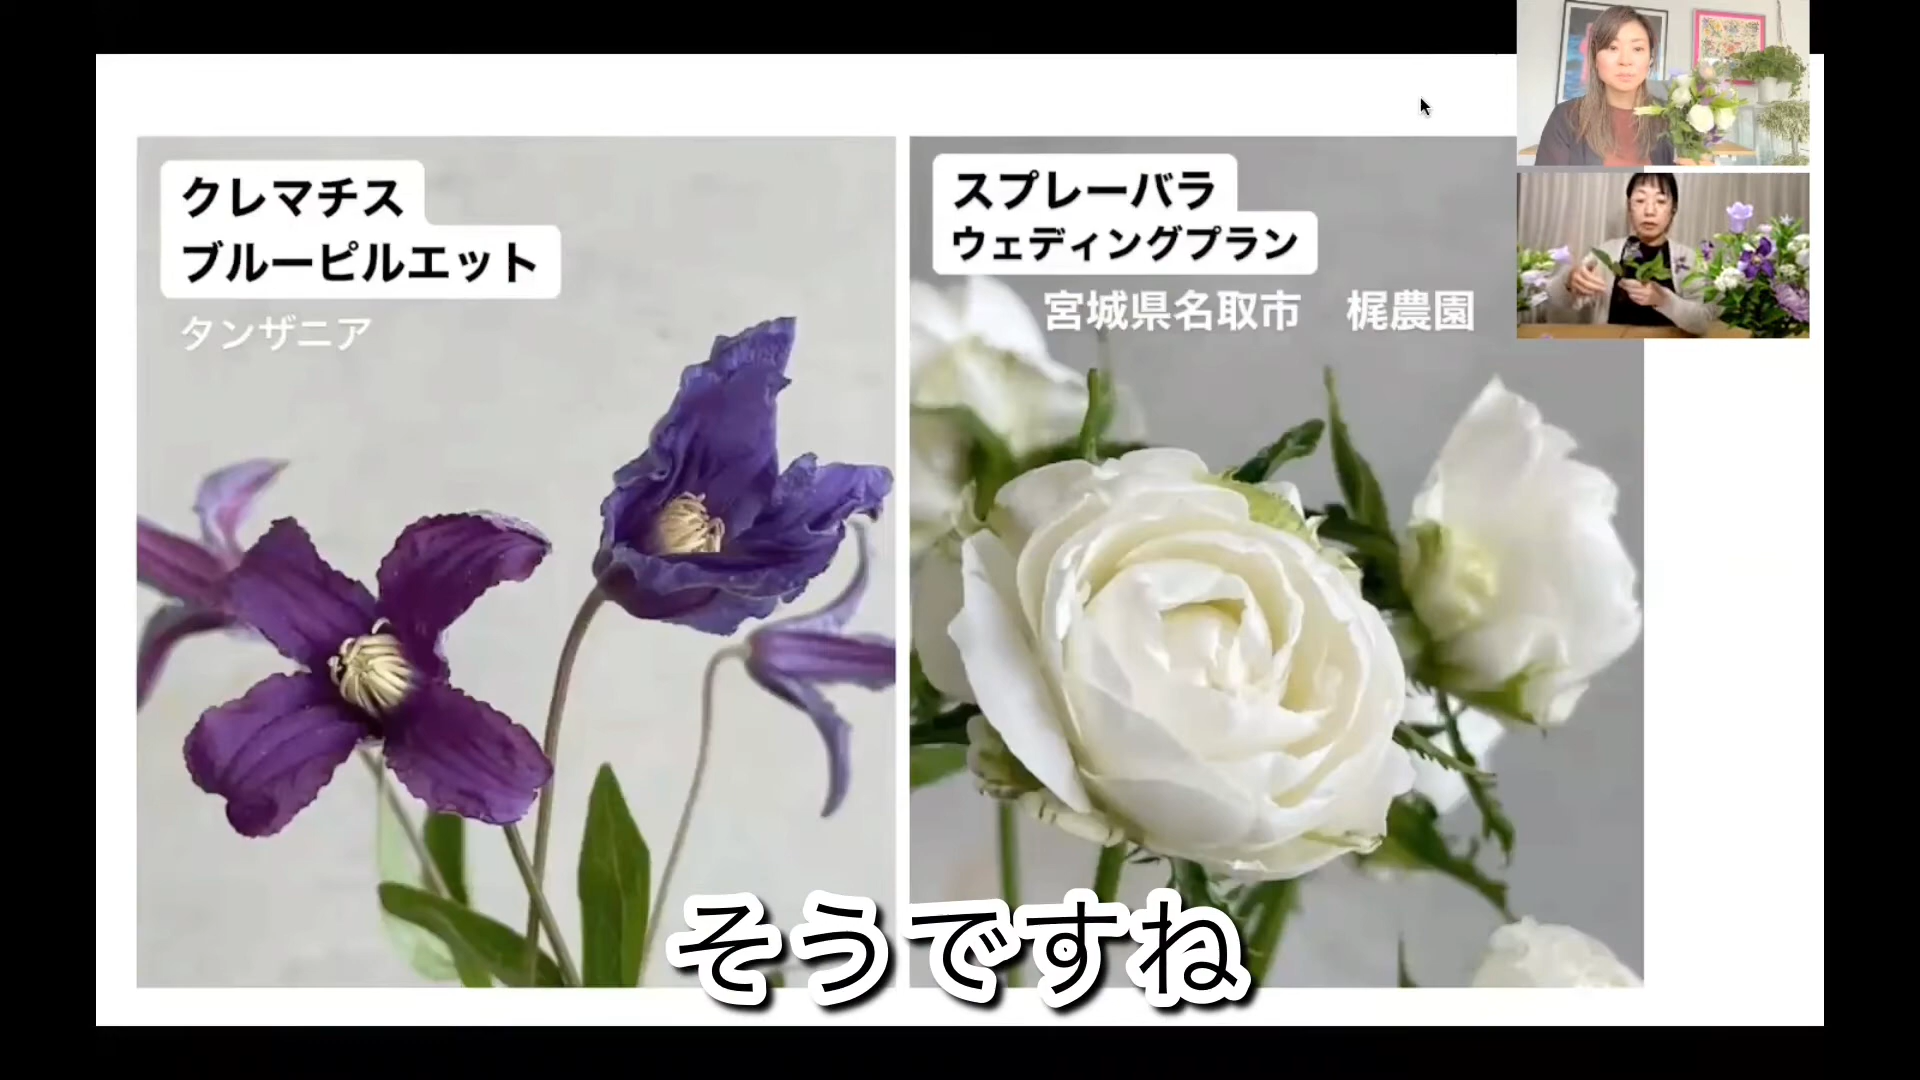 クレマチス
ブルーピルエット
タンザニア
スプレーバラ
ウェディングプラン
宮城県名取市　梶農園
そうですね